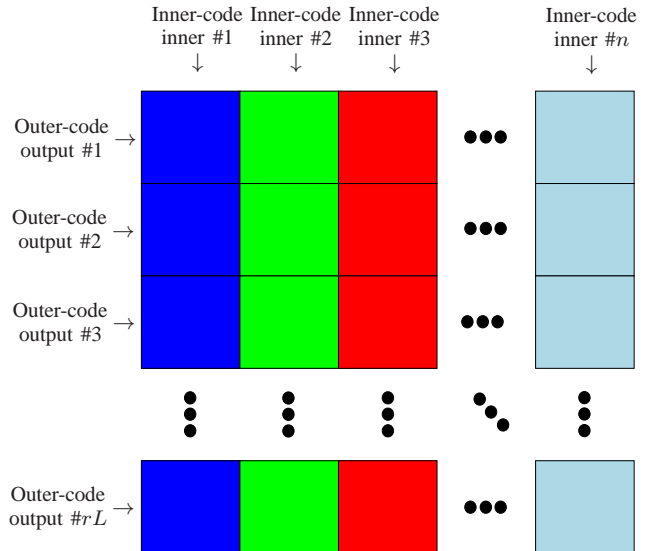 Inner-code inner #1
Inner-code inner #2
Inner-code inner #3
Inner-code inner #n
↓ ↓ ↓ ↓
Outer-code
output #1 →
Outer-code
output #2 →
Outer-code
output #3 →
Outer-code
output #rL →